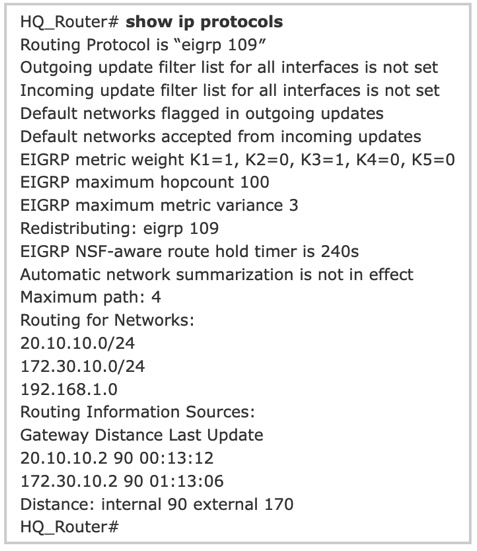 HQ_Router# show ip protocols
Routing Protocol is “eigrp 109”
Outgoing update filter list for all interfaces is not set
Incoming update filter list for all interfaces is not set
Default networks flagged in outgoing updates
Default networks accepted from incoming updates
EIGRP metric weight K1=1, K2=0, K3=1, K4=0, K5=0
EIGRP maximum hopcount 100
EIGRP maximum metric variance 3
Redistributing: eigrp 109
EIGRP NSF-aware route hold timer is 240s
Automatic network summarization is not in effect
Maximum path: 4
Routing for Networks:
20.10.10.0/24
172.30.10.0/24
192.168.1.0
Routing Information Sources:
Gateway Distance Last Update
20.10.10.2 90 00:13:12
172.30.10.2 90 01:13:06
Distance: internal 90 external 170
HQ_Router#